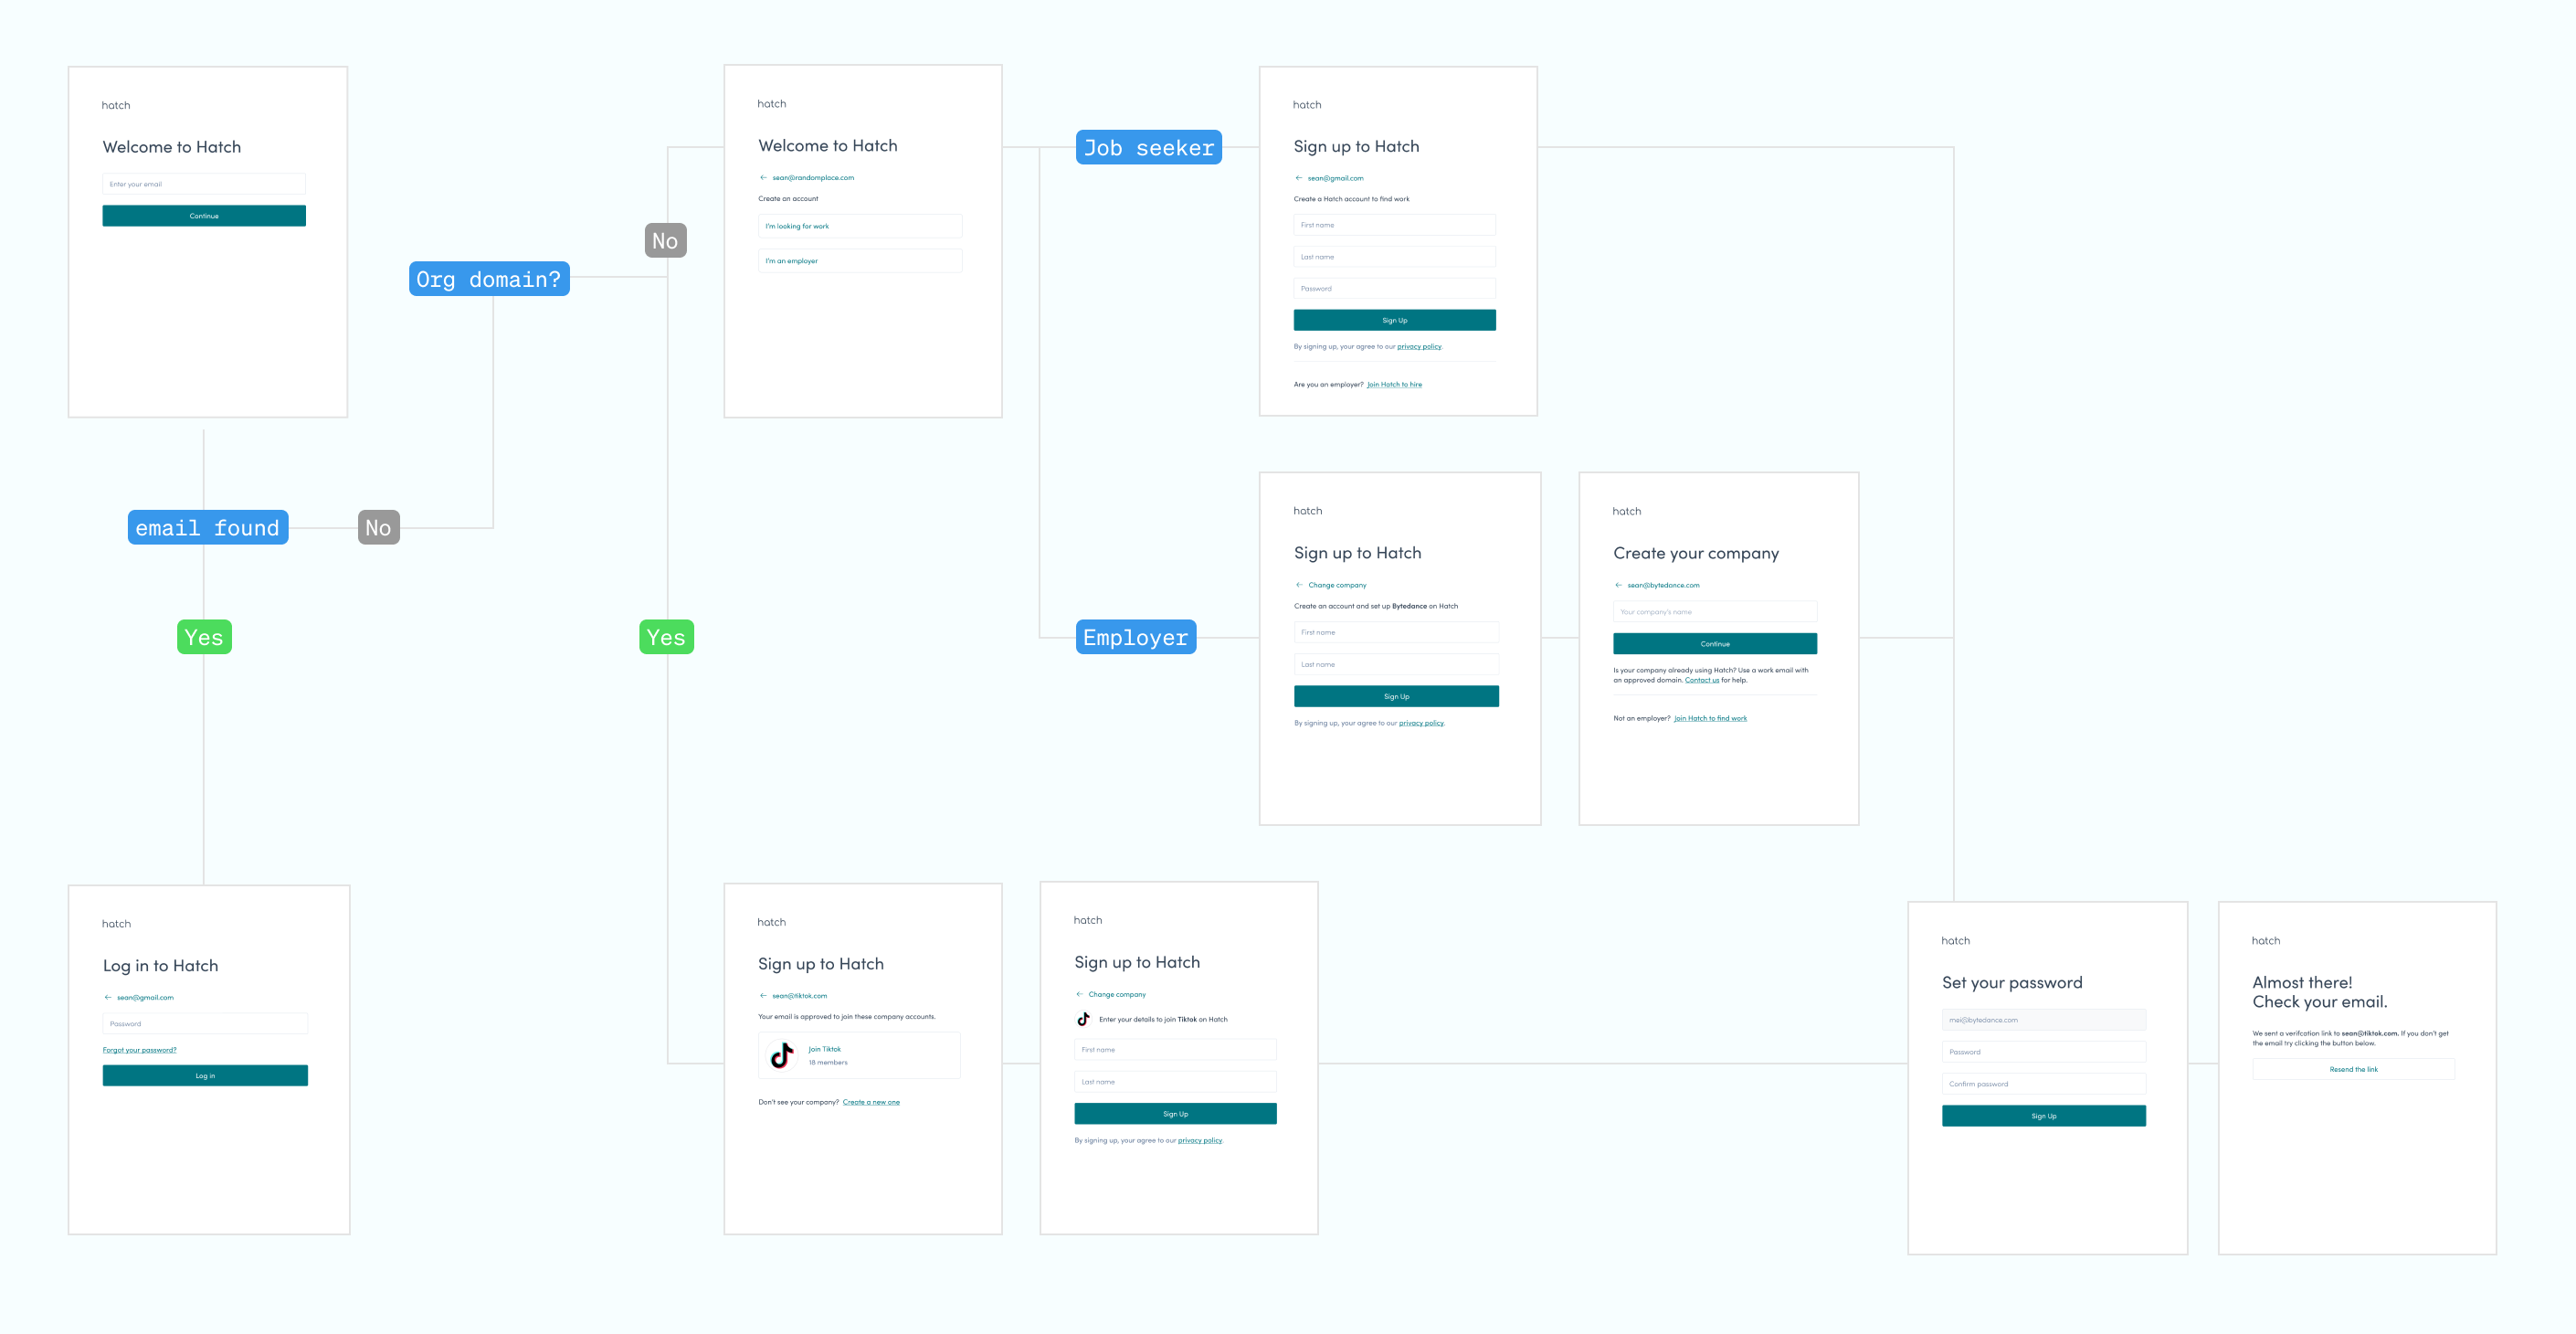 hatch
Welcome to Hatch
Enter your email
Continue
email found
No
Yes
Org domain?
No
Yes
hatch
Log in to Hatch
← sean@gmail.com
Password
Forgot your password?
Log in
hatch
Welcome to Hatch
← sean@randomplace.com
Create an account
I'm looking for work
I'm an employer
Job seeker
hatch
Sign up to Hatch
← sean@gmail.com
Create a Hatch account to find work
First name
Last name
Password
Sign Up
By signing up, your agree to our privacy policy.
Are you an employer? Join Hatch to hire
Employer
hatch
Sign up to Hatch
← Change company
Create an account and set up Bytedance on Hatch
First name
Last name
Sign Up
By signing up, your agree to our privacy policy.
hatch
Create your company
← sean@bytedance.com
Your company's name
Continue
Is your company already using Hatch? Use a work email with
an approved domain. Contact us for help.
Not an employer? Join Hatch to find work
hatch
Sign up to Hatch
← sean@tiktok.com
Your email is approved to join these company accounts.
Join Tiktok
18 members
Don't see your company? Create a new one
hatch
Sign up to Hatch
← Change company
Enter your details to join Tiktok on Hatch
First name
Last name
Sign Up
By signing up, your agree to our privacy policy.
hatch
Set your password
mei@bytedance.com
Password
Confirm password
Sign Up
hatch
Almost there!
Check your email.
We sent a verifcation link to sean@tiktok.com. If you don't get
the email try clicking the button below.
Resend the link